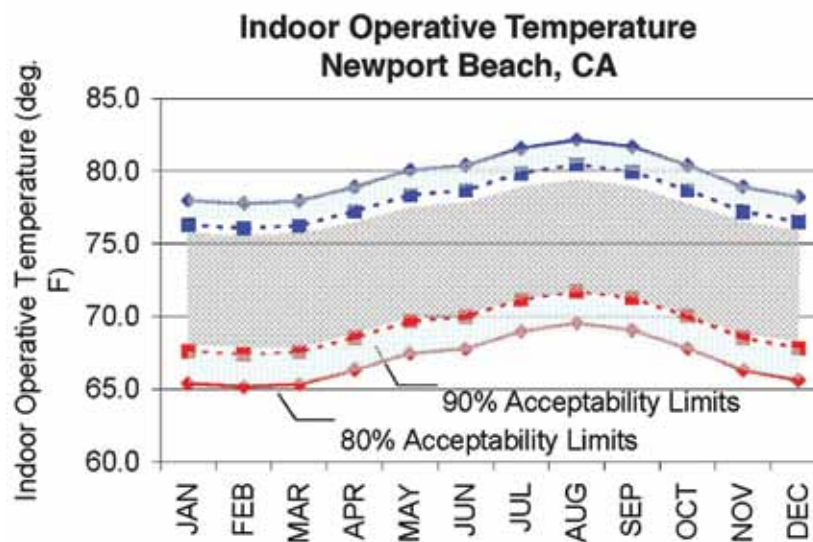 Indoor Operative Temperature
Newport Beach, CA
Indoor Operative Temperature (deg.
F)
85.0
80.0
75.0
70.0
65.0
60.0
90% Acceptability Limits
80% Acceptability Limits
JAN
FEB
MAR
APR
MAY
JUN
JUL
AUG
SEP
OCT
NOV
DEC